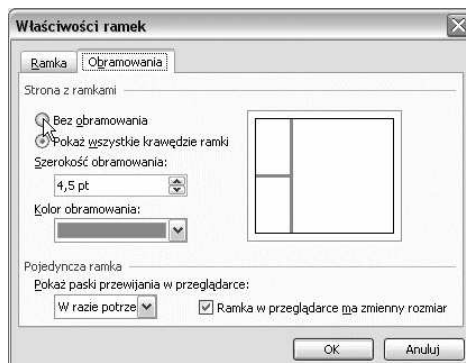 Właściwości ramek
Ramka
Obramowania
Strona z ramkami
Bez obramowania
Pokaż wszystkie krawędzie ramki
Szerokość obramowania:
4,5 pt
Kolor obramowania:
Pojedyncza ramka
Pokaż paski przewijania w przeglądarce:
W razie potrze
Ramka w przeglądarce ma zmienny rozmiar
OK
Anuluj